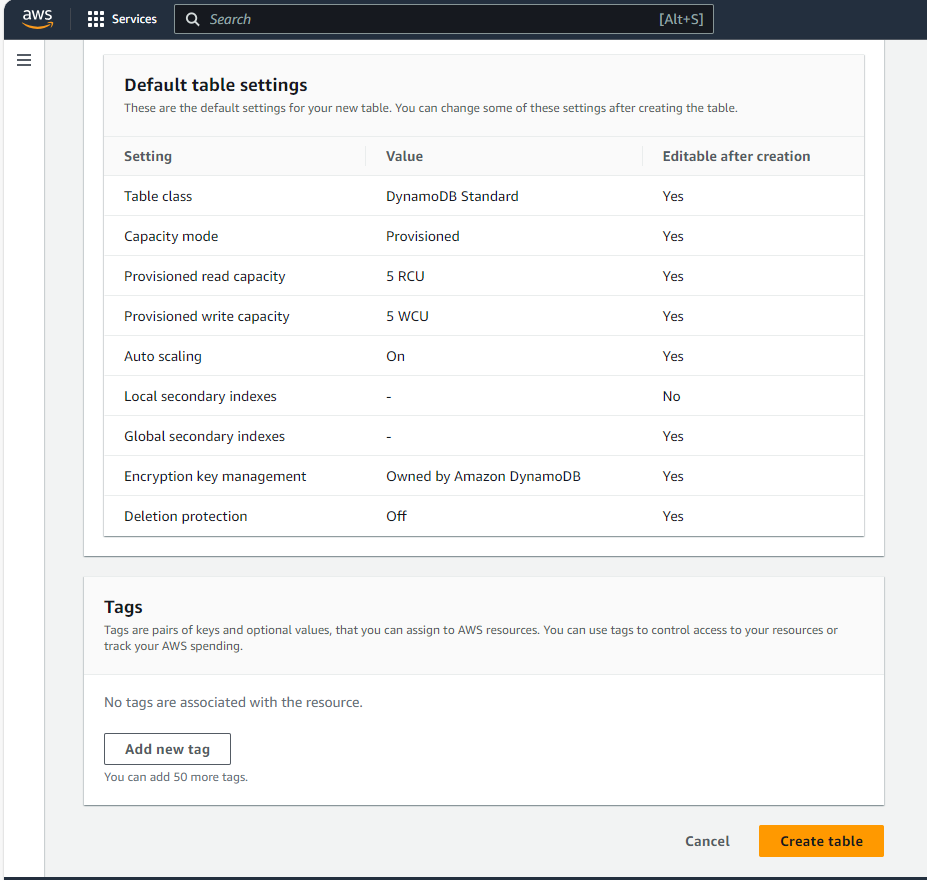 aws Services Search [Alt+S]
Default table settings
These are the default settings for your new table. You can change some of these settings after creating the table.
Setting Value Editable after creation
Table class DynamoDB Standard Yes
Capacity mode Provisioned Yes
Provisioned read capacity 5 RCU Yes
Provisioned write capacity 5 WCU Yes
Auto scaling On Yes
Local secondary indexes - No
Global secondary indexes - Yes
Encryption key management Owned by Amazon DynamoDB Yes
Deletion protection Off Yes
Tags
Tags are pairs of keys and optional values, that you can assign to AWS resources. You can use tags to control access to your resources or
track your AWS spending.
No tags are associated with the resource.
Add new tag
You can add 50 more tags.
Cancel Create table